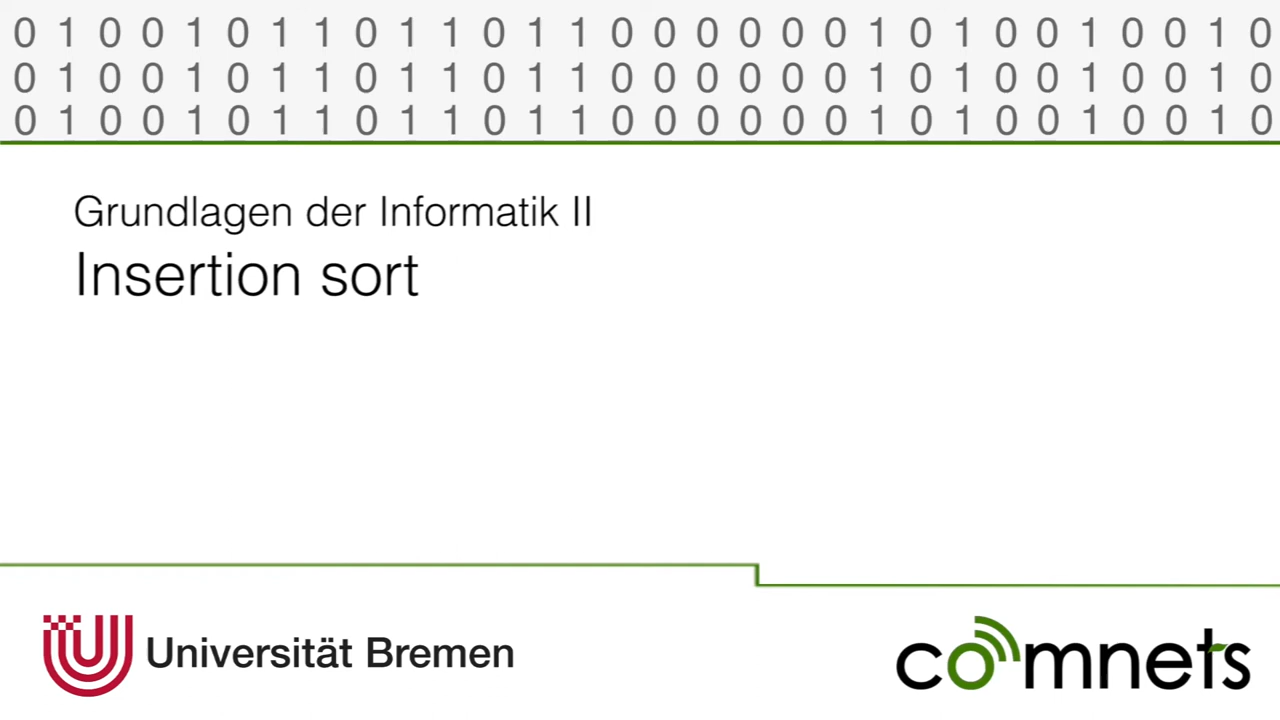 0 1 0 0 1 0 1 1 0 1 1 0 1 1 0 0 0 0 0 0 1 0 1 0 0 1 0 0 1 0
0 1 0 0 1 0 1 1 0 1 1 0 1 1 0 0 0 0 0 0 1 0 1 0 0 1 0 0 1 0
0 1 0 0 1 0 1 1 0 1 1 0 1 1 0 0 0 0 0 0 1 0 1 0 0 1 0 0 1 0
Grundlagen der Informatik II
Insertion sort
Universität Bremen
comnets